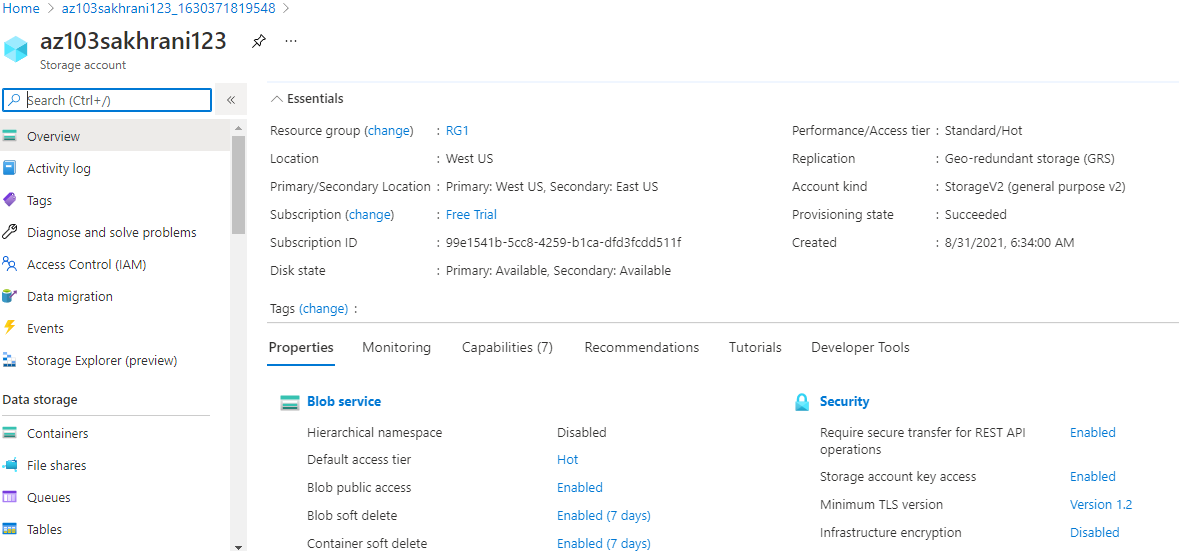 Home > az103sakhrani123_1630371819548 >
az103sakhrani123 ...
Storage account
Search (Ctrl+/) «
Overview
Activity log
Tags
Diagnose and solve problems
Access Control (IAM)
Data migration
Events
Storage Explorer (preview)
Data storage
Containers
File shares
Queues
Tables
Essentials
Resource group (change) : RG1
Location : West US
Primary/Secondary Location : Primary: West US, Secondary: East US
Subscription (change) : Free Trial
Subscription ID : 99e1541b-5cc8-4259-b1ca-dfd3fcdd511f
Disk state : Primary: Available, Secondary: Available
Performance/Access tier : Standard/Hot
Replication : Geo-redundant storage (GRS)
Account kind : StorageV2 (general purpose v2)
Provisioning state : Succeeded
Created : 8/31/2021, 6:34:00 AM
Tags (change) :
Properties Monitoring Capabilities (7) Recommendations Tutorials Developer Tools
Blob service
Hierarchical namespace Disabled
Default access tier Hot
Blob public access Enabled
Blob soft delete Enabled (7 days)
Container soft delete Enabled (7 days)
Security
Require secure transfer for REST API Enabled
operations
Storage account key access Enabled
Minimum TLS version Version 1.2
Infrastructure encryption Disabled